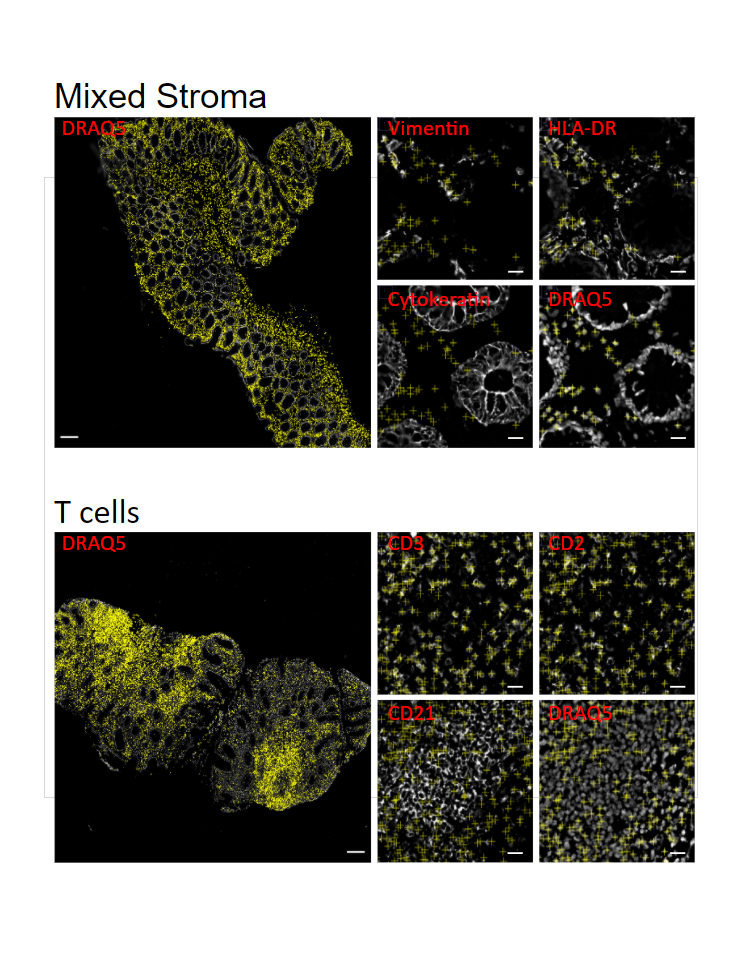 Mixed Stroma
DRAQ5
Vimentin
HLA-DR
Cytokeratin
DRAQ5
T cells
DRAQ5
CD3
CD2
CD21
DRAQ5